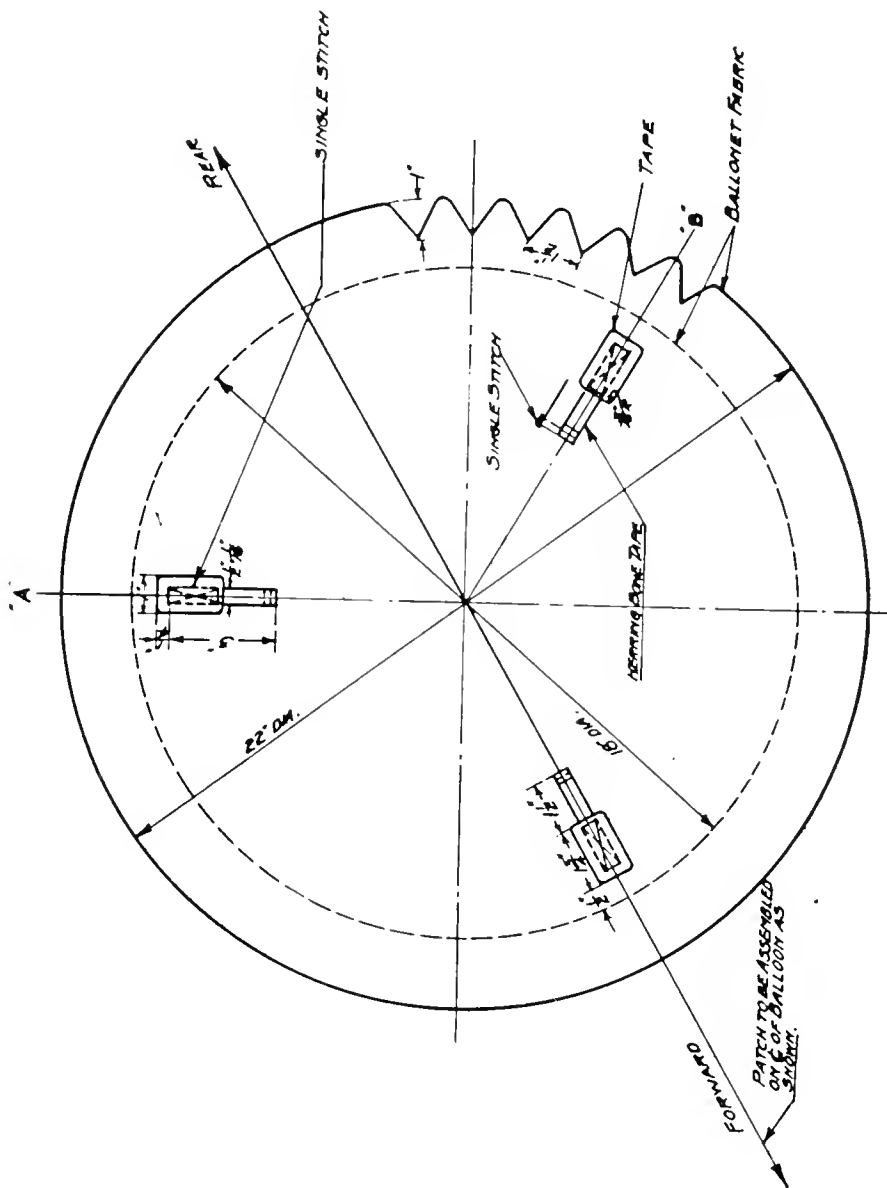 SINGLE STITCH
REAR
1"
"A"
TAPE
"B"
BALLONET FABRIC
SINGLE STITCH
HERRING BONE TAPE
22" DIA.
18" DIA.
FORWARD
PATCH TO BE ASSEMBLED
ON ℄ OF BALLOON AS
SHOWN.